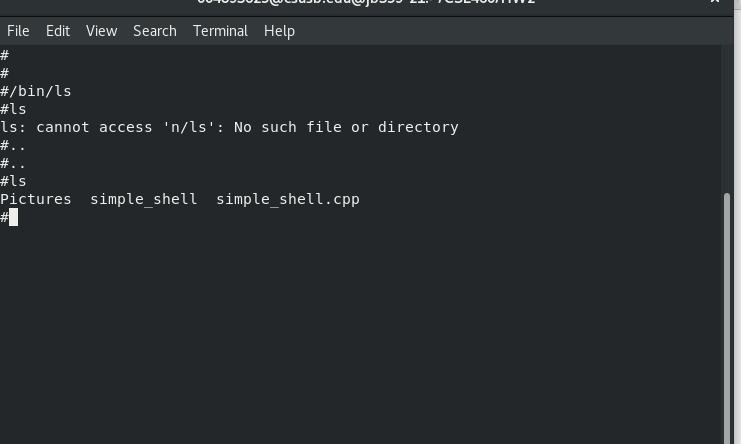 File Edit View Search Terminal Help
#
#
#/bin/ls
#ls
ls: cannot access 'n/ls': No such file or directory
#..
#..
#ls
Pictures  simple_shell  simple_shell.cpp
#